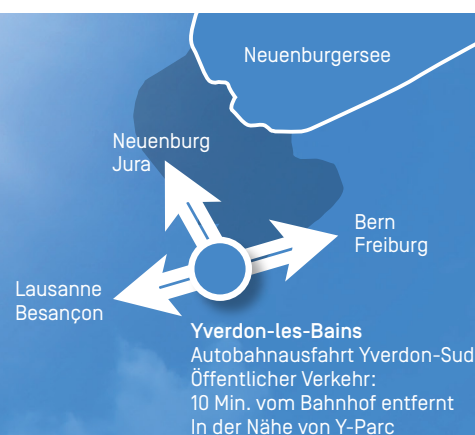 Neuenburgersee
Neuenburg
Jura
Bern
Freiburg
Lausanne
Besançon
Yverdon-les-Bains
Autobahnausfahrt Yverdon-Sud
Öffentlicher Verkehr:
10 Min. vom Bahnhof entfernt
In der Nähe von Y-Parc